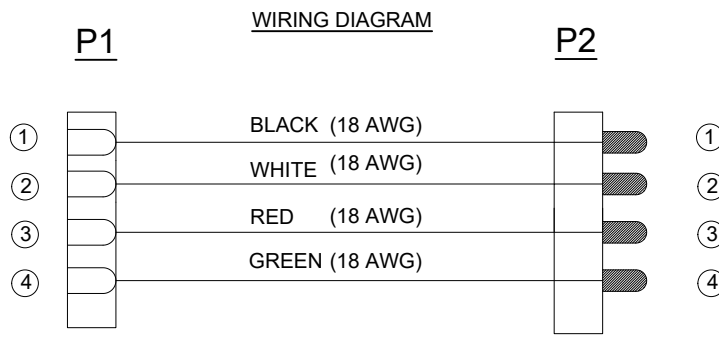 WIRING DIAGRAM
P1 P2
1 BLACK (18 AWG) 1
2 WHITE (18 AWG) 2
3 RED (18 AWG) 3
4 GREEN (18 AWG) 4